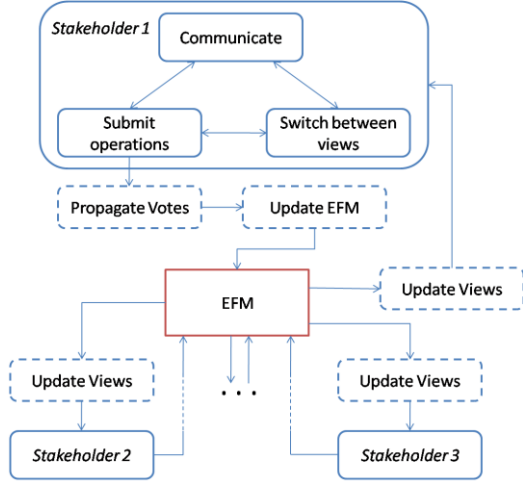 Stakeholder 1
Communicate
Submit
operations
Switch between
views
Propagate Votes
Update EFM
EFM
Update Views
Update Views
Update Views
. . .
Stakeholder 2
Stakeholder 3